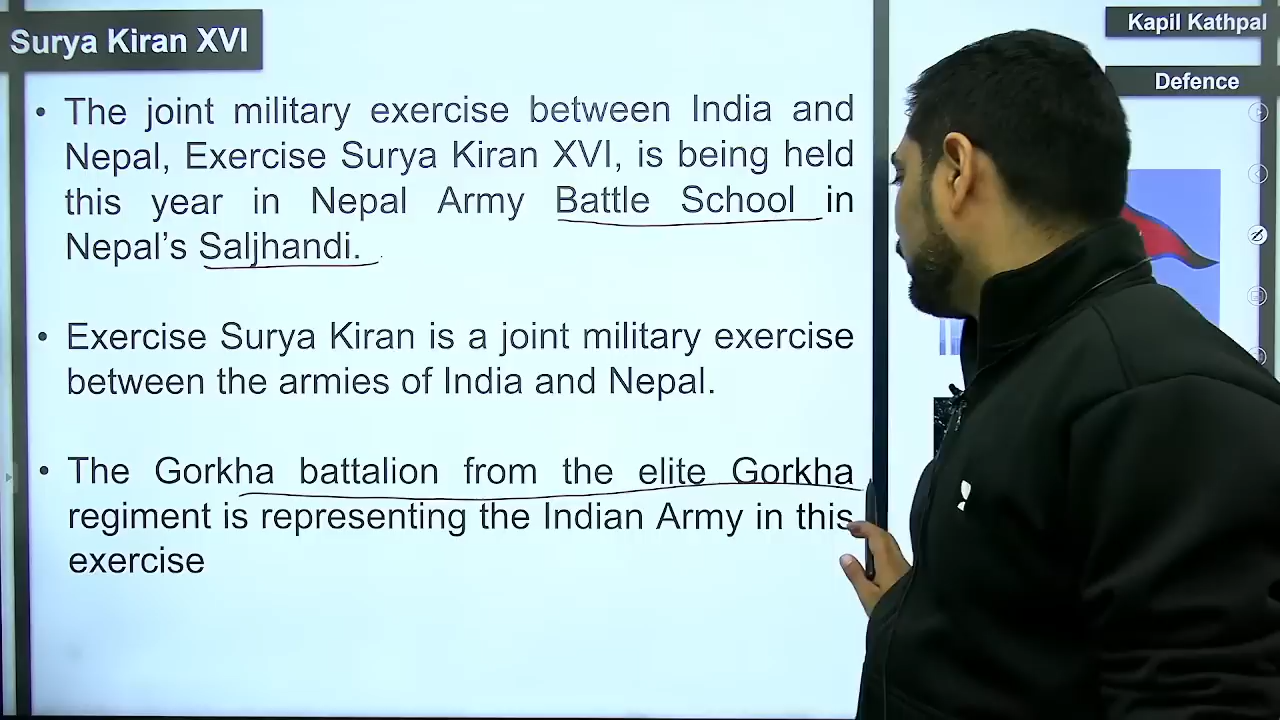 Surya Kiran XVI
Kapil Kathpal
Defence
• The joint military exercise between India and
Nepal, Exercise Surya Kiran XVI, is being held
this year in Nepal Army Battle School in
Nepal’s Saljhandi.
• Exercise Surya Kiran is a joint military exercise
between the armies of India and Nepal.
• The Gorkha battalion from the elite Gorkha
regiment is representing the Indian Army in this
exercise